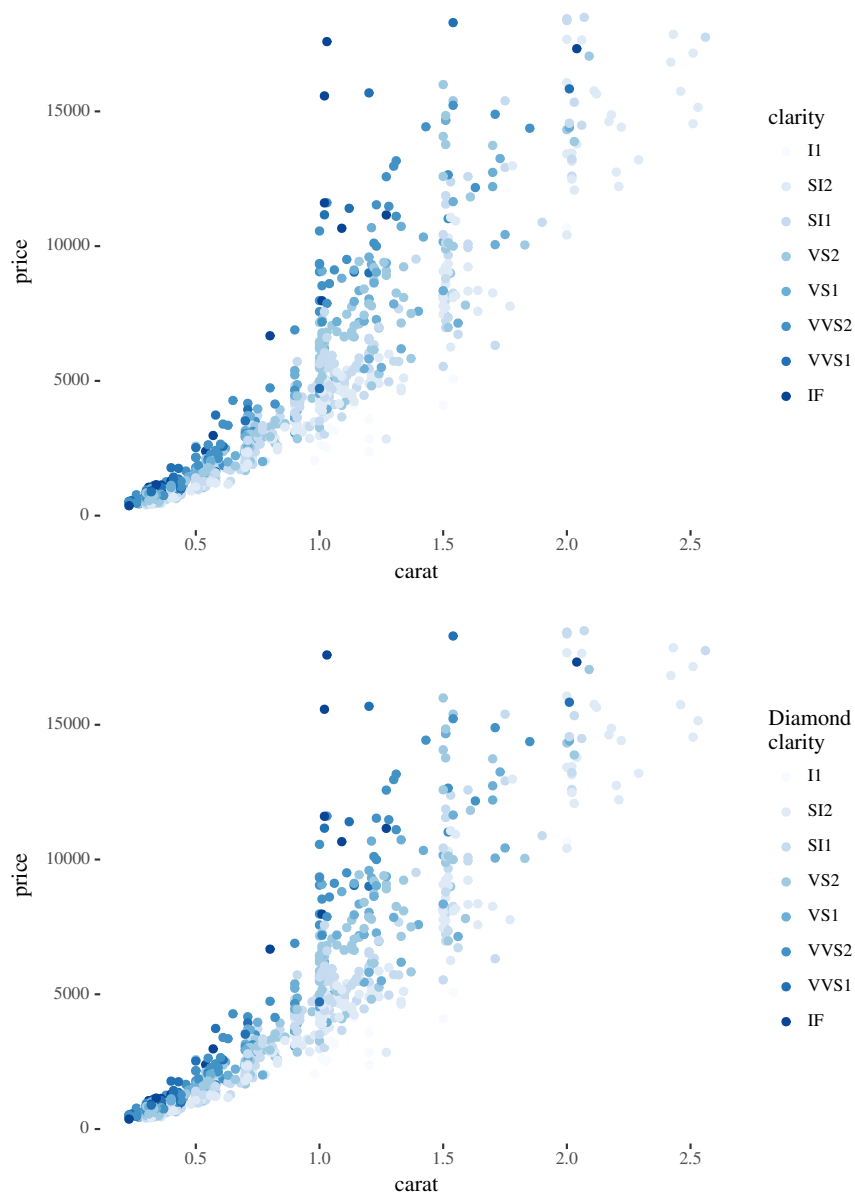 15000
10000
5000
0
price
0.5 1.0 1.5 2.0 2.5
carat
clarity
I1
SI2
SI1
VS2
VS1
VVS2
VVS1
IF
15000
10000
5000
0
price
0.5 1.0 1.5 2.0 2.5
carat
Diamond
clarity
I1
SI2
SI1
VS2
VS1
VVS2
VVS1
IF